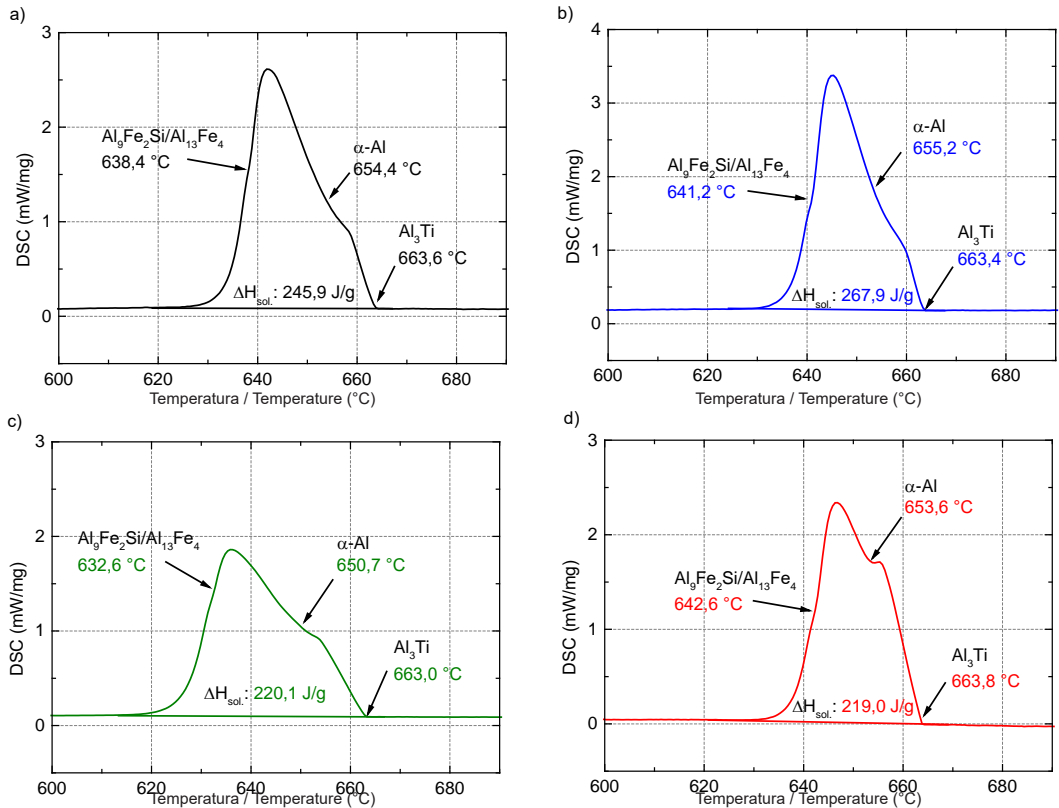 a)
DSC (mW/mg)
3
2
1
0
Al₉Fe₂Si/Al₁₃Fe₄
638,4 °C
α-Al
654,4 °C
Al₃Ti
663,6 °C
ΔHsol.: 245,9 J/g
600 620 640 660 680
Temperatura / Temperature (°C)
b)
DSC (mW/mg)
4
3
2
1
0
α-Al
655,2 °C
Al₉Fe₂Si/Al₁₃Fe₄
641,2 °C
Al₃Ti
663,4 °C
ΔHsol.: 267,9 J/g
600 620 640 660 680
Temperatura / Temperature (°C)
c)
DSC (mW/mg)
3
2
1
0
Al₉Fe₂Si/Al₁₃Fe₄
632,6 °C
α-Al
650,7 °C
Al₃Ti
663,0 °C
ΔHsol.: 220,1 J/g
600 620 640 660 680
Temperatura / Temperature (°C)
d)
DSC (mW/mg)
3
2
1
0
α-Al
653,6 °C
Al₉Fe₂Si/Al₁₃Fe₄
642,6 °C
Al₃Ti
663,8 °C
ΔHsol.: 219,0 J/g
600 620 640 660 680
Temperatura / Temperature (°C)